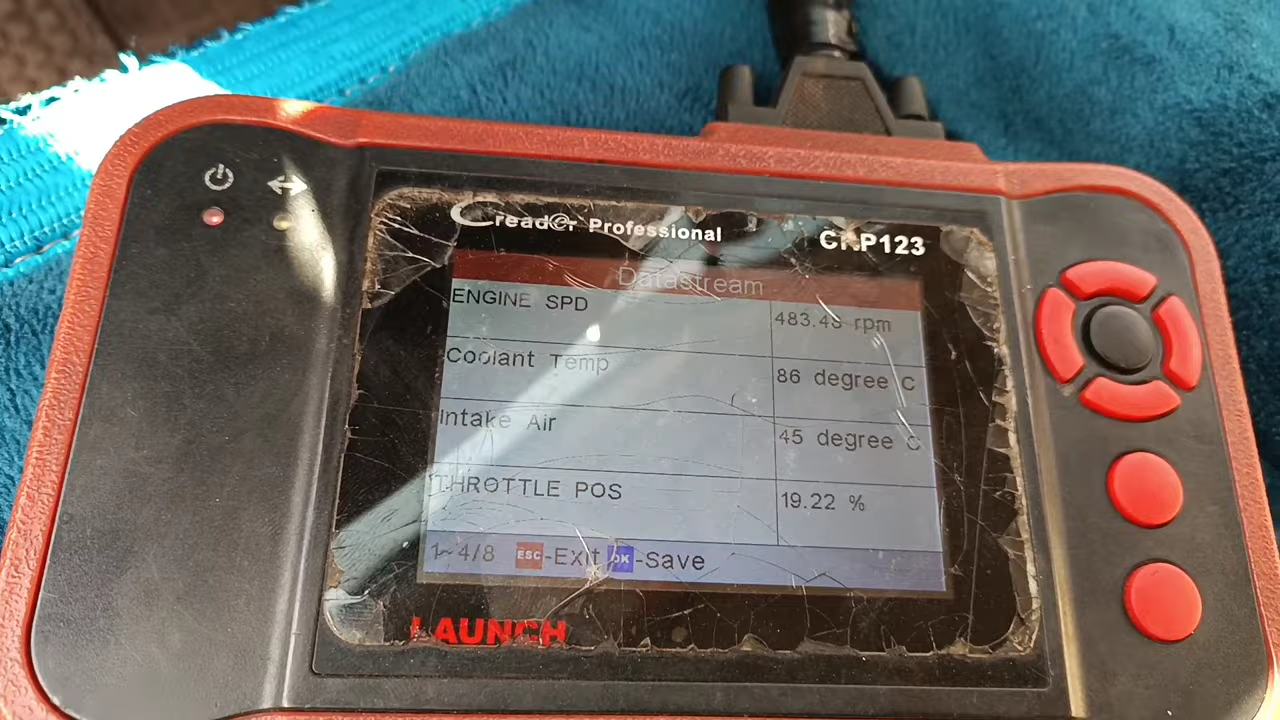 Creader Professional
CRP123
Datastream
ENGINE SPD 483.43 rpm
Coolant Temp 86 degree C
Intake Air 45 degree C
THROTTLE POS 19.22 %
1~4/8 ESC-Exit OK-Save
LAUNCH